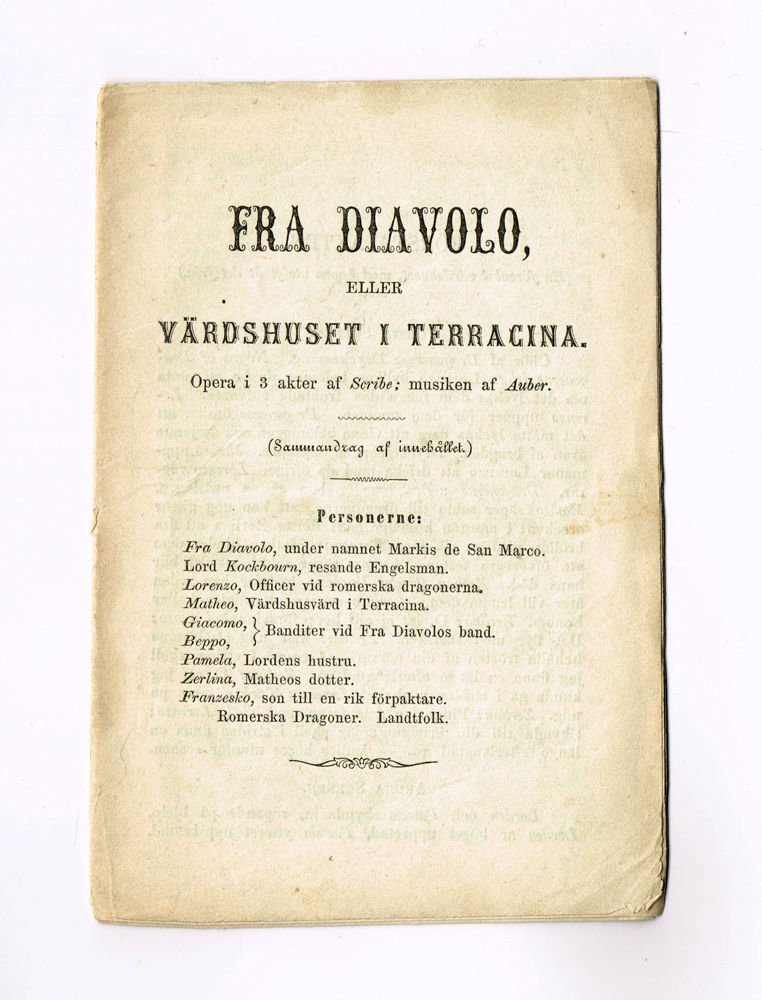 FRA DIAVOLO,
ELLER
VÄRDSHUSET I TERRACINA.
Opera i 3 akter af Scribe; musiken af Auber.
(Sammandrag af innehållet.)
Personerne:
Fra Diavolo, under namnet Markis de San Marco.
Lord Kockbourn, resande Engelsman.
Lorenzo, Officer vid romerska dragonerna.
Matheo, Värdshusvärd i Terracina.
Giacomo,
Beppo, } Banditer vid Fra Diavolos band.
Pamela, Lordens hustru.
Zerlina, Matheos dotter.
Franzesko, son till en rik förpaktare.
Romerska Dragoner. Landtfolk.